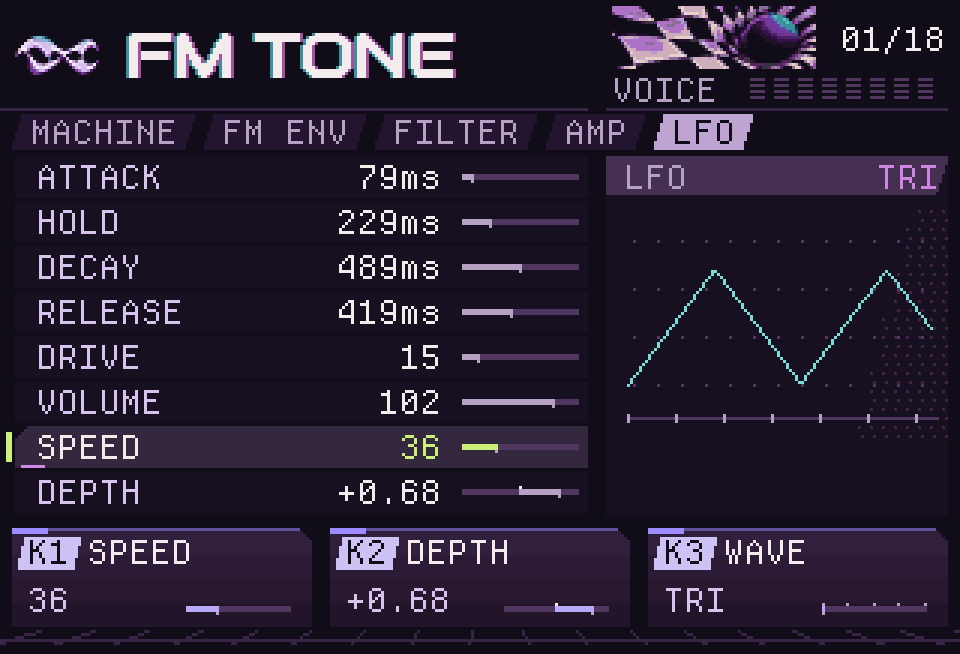 FM TONE
01/18
VOICE
MACHINE FM ENV FILTER AMP LFO
ATTACK 79ms
HOLD 229ms
DECAY 489ms
RELEASE 419ms
DRIVE 15
VOLUME 102
SPEED 36
DEPTH +0.68
LFO TRI
K1 SPEED
36
K2 DEPTH
+0.68
K3 WAVE
TRI